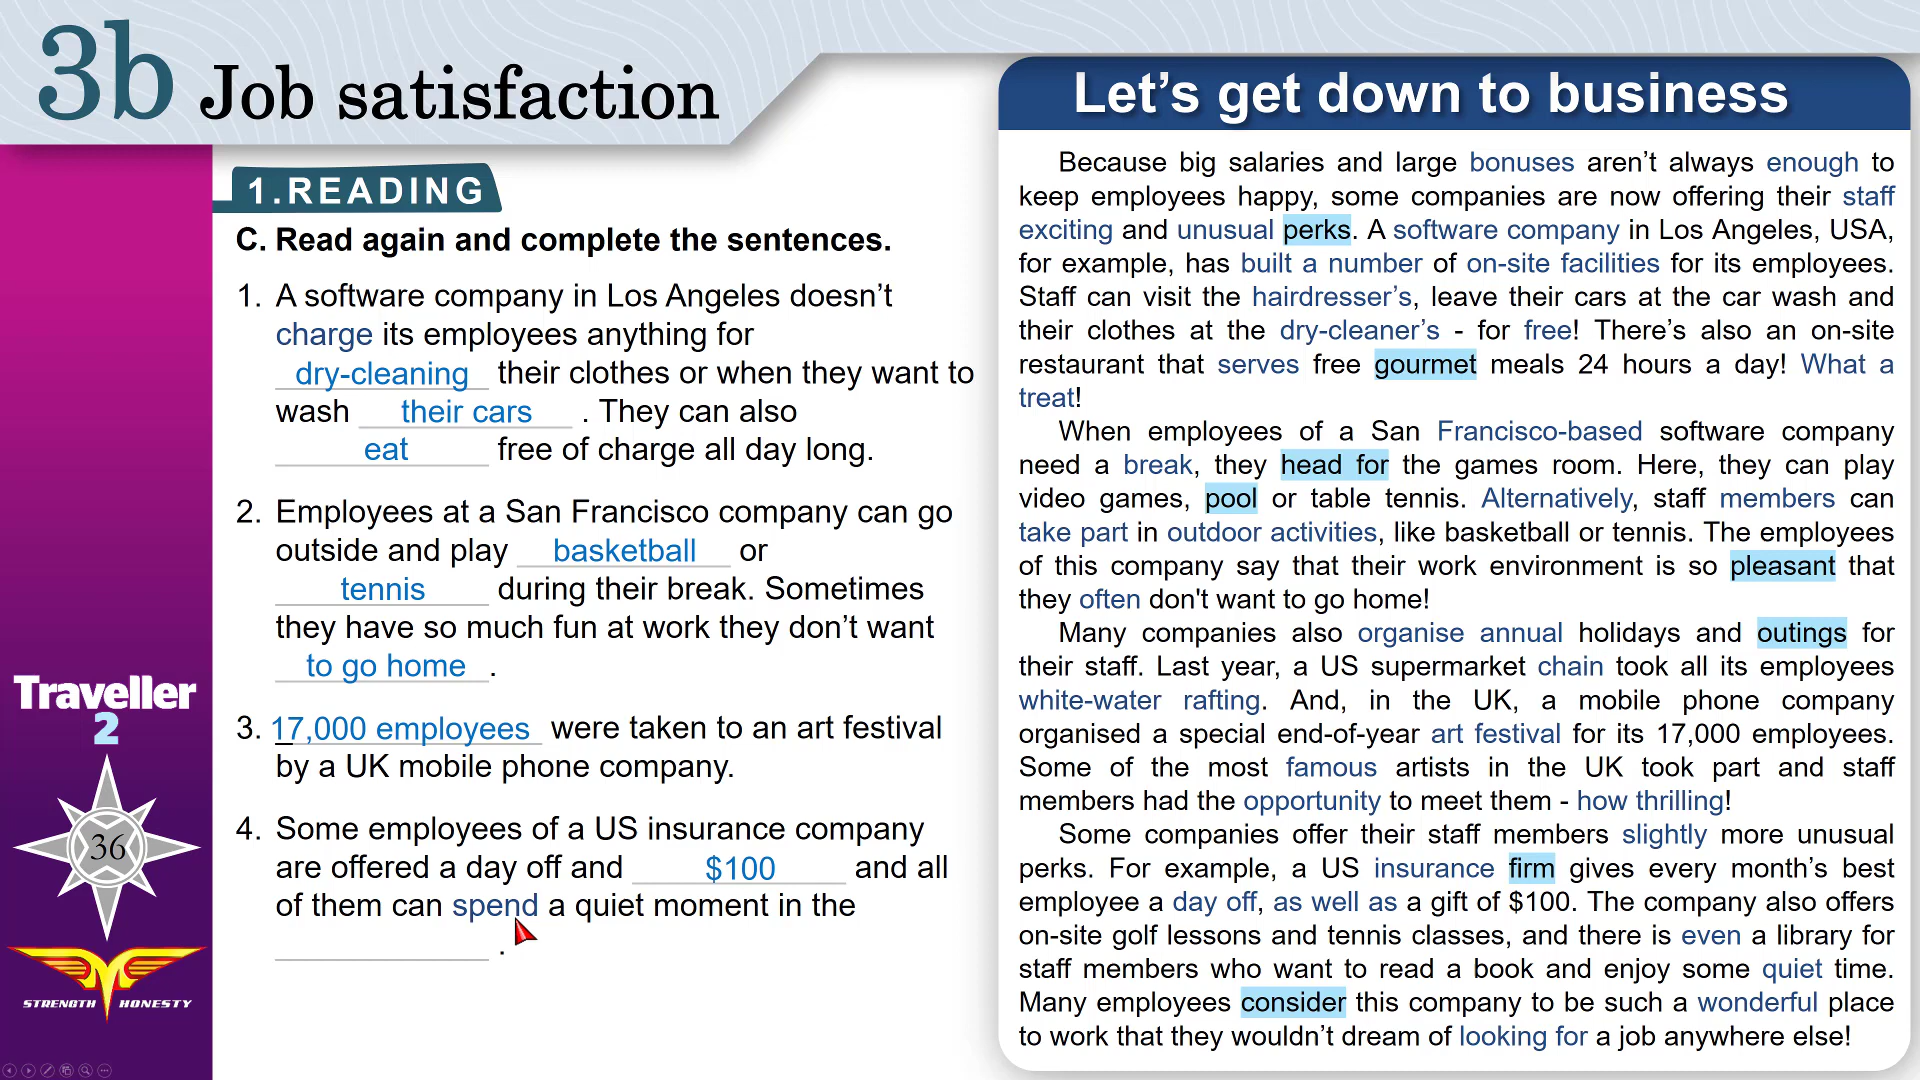 3b Job satisfaction
1.READING
C. Read again and complete the sentences.
1. A software company in Los Angeles doesn’t
charge its employees anything for
dry-cleaning their clothes or when they want to
wash their cars . They can also
eat free of charge all day long.
2. Employees at a San Francisco company can go
outside and play basketball or
tennis during their break. Sometimes
they have so much fun at work they don’t want
to go home .
3. 17,000 employees were taken to an art festival
by a UK mobile phone company.
4. Some employees of a US insurance company
are offered a day off and $100 and all
of them can spend a quiet moment in the
.
Traveller
2
36
STRENGTH HONESTY
Let’s get down to business
Because big salaries and large bonuses aren’t always enough to
keep employees happy, some companies are now offering their staff
exciting and unusual perks. A software company in Los Angeles, USA,
for example, has built a number of on-site facilities for its employees.
Staff can visit the hairdresser’s, leave their cars at the car wash and
their clothes at the dry-cleaner’s - for free! There’s also an on-site
restaurant that serves free gourmet meals 24 hours a day! What a
treat!
When employees of a San Francisco-based software company
need a break, they head for the games room. Here, they can play
video games, pool or table tennis. Alternatively, staff members can
take part in outdoor activities, like basketball or tennis. The employees
of this company say that their work environment is so pleasant that
they often don't want to go home!
Many companies also organise annual holidays and outings for
their staff. Last year, a US supermarket chain took all its employees
white-water rafting. And, in the UK, a mobile phone company
organised a special end-of-year art festival for its 17,000 employees.
Some of the most famous artists in the UK took part and staff
members had the opportunity to meet them - how thrilling!
Some companies offer their staff members slightly more unusual
perks. For example, a US insurance firm gives every month’s best
employee a day off, as well as a gift of $100. The company also offers
on-site golf lessons and tennis classes, and there is even a library for
staff members who want to read a book and enjoy some quiet time.
Many employees consider this company to be such a wonderful place
to work that they wouldn’t dream of looking for a job anywhere else!